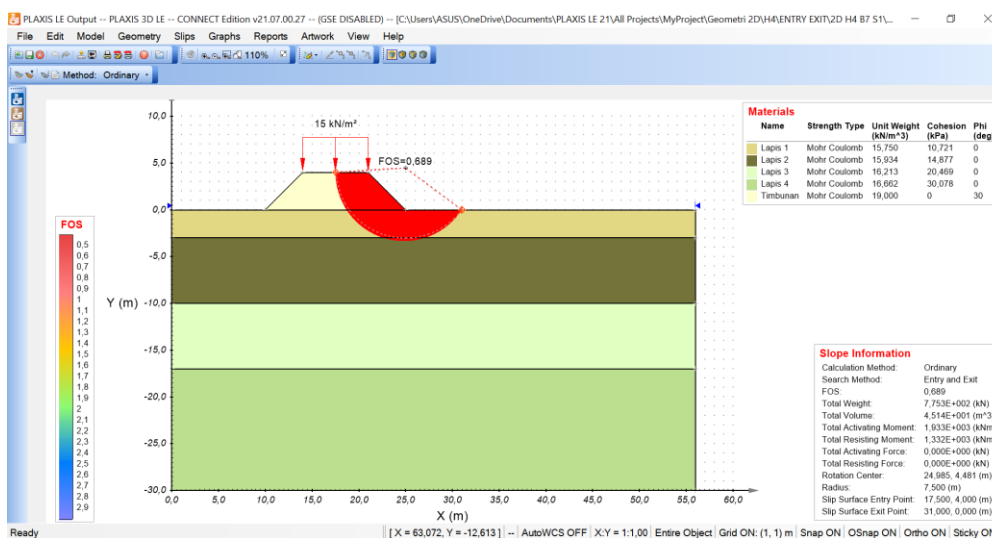 PLAXIS LE Output -- PLAXIS 3D LE -- CONNECT Edition v21.07.00.27 -- (GSE DISABLED) -- [C:\Users\ASUS\OneDrive\Documents\PLAXIS LE 21\All Projects\MyProject\Geometri 2D\H4\ENTRY EXIT\2D H4 B7 S1\...
File Edit Model Geometry Slips Graphs Reports Artwork View Help
110%
Method: Ordinary
15 kN/m²
FOS=0,689
10,0
5,0
0,0
-5,0
-10,0
-15,0
-20,0
-25,0
-30,0
Y (m)
0,0 5,0 10,0 15,0 20,0 25,0 30,0 35,0 40,0 45,0 50,0 55,0 60,0
X (m)
FOS
0,5
0,6
0,7
0,8
0,9
1
1,1
1,2
1,3
1,4
1,5
1,6
1,7
1,8
1,9
2
2,1
2,2
2,3
2,4
2,5
2,6
2,7
2,8
2,9
Materials
Name Strength Type Unit Weight (kN/m^3) Cohesion (kPa) Phi (deg
Lapis 1 Mohr Coulomb 15,750 10,721 0
Lapis 2 Mohr Coulomb 15,934 14,877 0
Lapis 3 Mohr Coulomb 16,213 20,469 0
Lapis 4 Mohr Coulomb 16,662 30,078 0
Timbunan Mohr Coulomb 19,000 0 30
Slope Information
Calculation Method: Ordinary
Search Method: Entry and Exit
FOS: 0,689
Total Weight: 7,753E+002 (kN)
Total Volume: 4,514E+001 (m^3
Total Activating Moment: 1,933E+003 (kNm
Total Resisting Moment: 1,332E+003 (kNm
Total Activating Force: 0,000E+000 (kN)
Total Resisting Force: 0,000E+000 (kN)
Rotation Center: 24,985, 4,481 (m)
Radius: 7,500 (m)
Slip Surface Entry Point: 17,500, 4,000 (m)
Slip Surface Exit Point: 31,000, 0,000 (m)
Ready
[ X = 63,072, Y = -12,613 ] -- AutoWCS OFF X:Y = 1:1,00 Entire Object Grid ON: (1, 1) m Snap ON OSnap ON Ortho ON Sticky ON